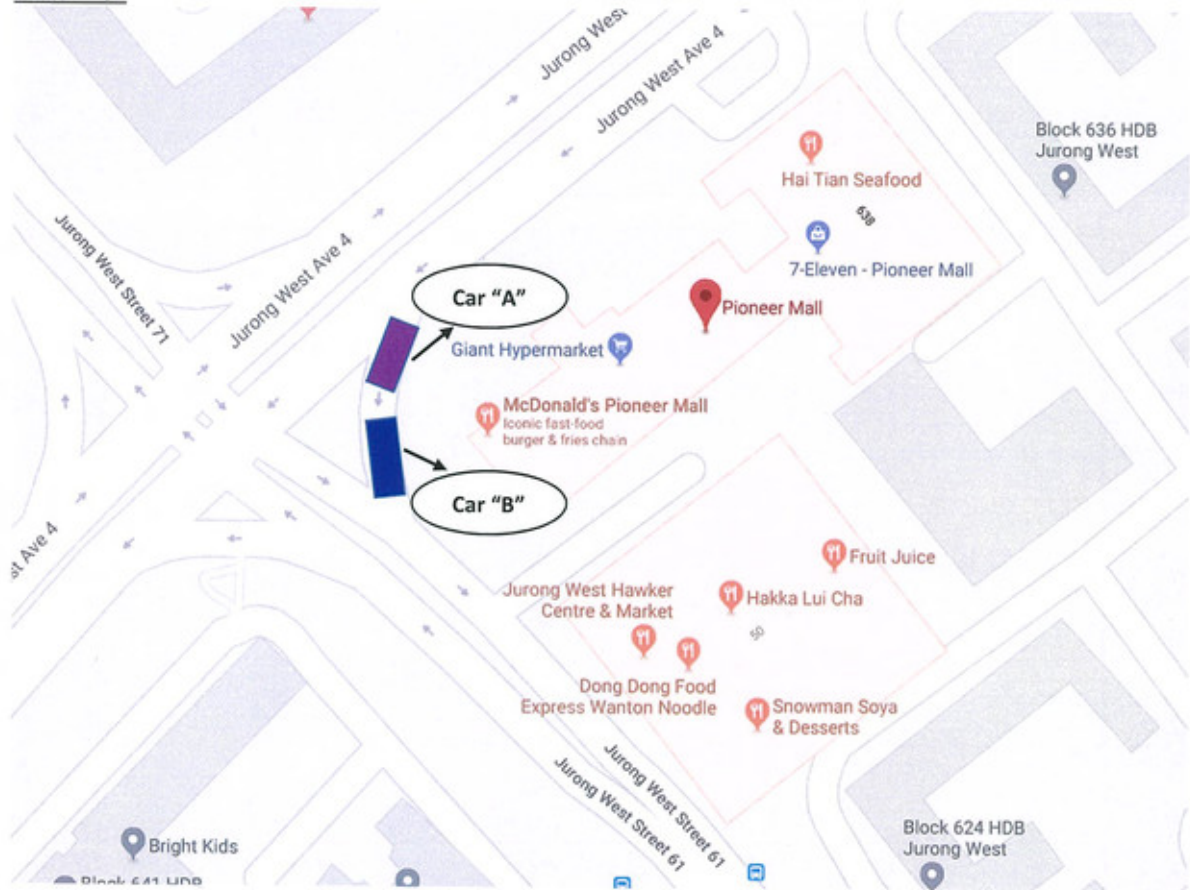 Jurong West
Jurong West Ave 4
Block 636 HDB
Jurong West
Hai Tian Seafood
638
7-Eleven - Pioneer Mall
Jurong West Street 71
Jurong West Ave 4
Car “A”
Pioneer Mall
Giant Hypermarket
McDonald's Pioneer Mall
Iconic fast-food
burger & fries chain
Car “B”
st Ave 4
Fruit Juice
Jurong West Hawker
Centre & Market
Hakka Lui Cha
50
Dong Dong Food
Express Wanton Noodle
Snowman Soya
& Desserts
Jurong West Street 61
Jurong West Street 61
Bright Kids
Block 624 HDB
Jurong West
Block 641 HDB